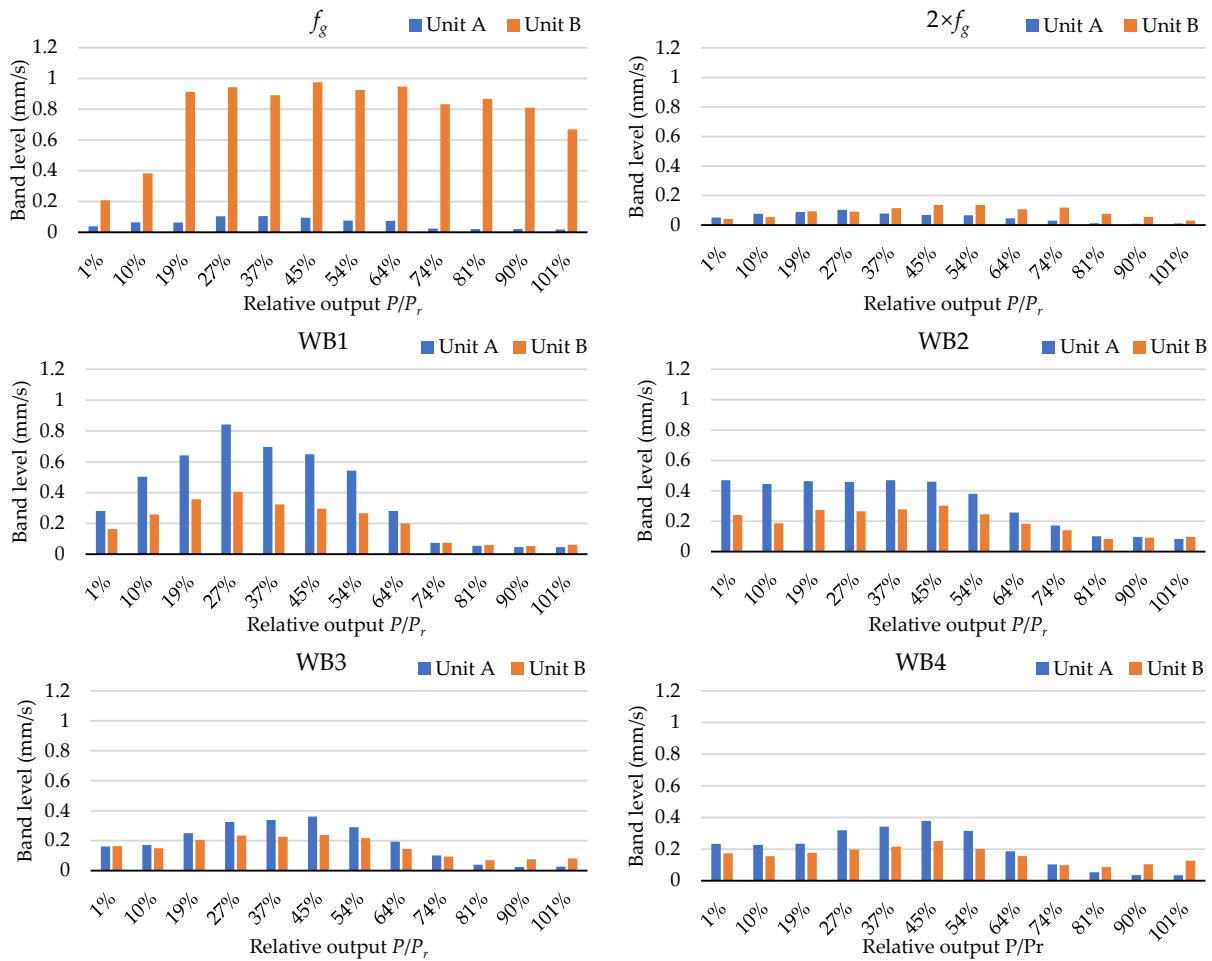 f_g
Unit A Unit B
Band level (mm/s)
1.2
1
0.8
0.6
0.4
0.2
0
1% 10% 19% 27% 37% 45% 54% 64% 74% 81% 90% 101%
Relative output P/P_r
2×f_g
Unit A Unit B
Band level (mm/s)
1.2
1
0.8
0.6
0.4
0.2
0
1% 10% 19% 27% 37% 45% 54% 64% 74% 81% 90% 101%
Relative output P/P_r
WB1
Unit A Unit B
Band level (mm/s)
1.2
1
0.8
0.6
0.4
0.2
0
1% 10% 19% 27% 37% 45% 54% 64% 74% 81% 90% 101%
Relative output P/P_r
WB2
Unit A Unit B
Band level (mm/s)
1.2
1
0.8
0.6
0.4
0.2
0
1% 10% 19% 27% 37% 45% 54% 64% 74% 81% 90% 101%
Relative output P/P_r
WB3
Unit A Unit B
Band level (mm/s)
1.2
1
0.8
0.6
0.4
0.2
0
1% 10% 19% 27% 37% 45% 54% 64% 74% 81% 90% 101%
Relative output P/P_r
WB4
Unit A Unit B
Band level (mm/s)
1.2
1
0.8
0.6
0.4
0.2
0
1% 10% 19% 27% 37% 45% 54% 64% 74% 81% 90% 101%
Relative output P/Pr